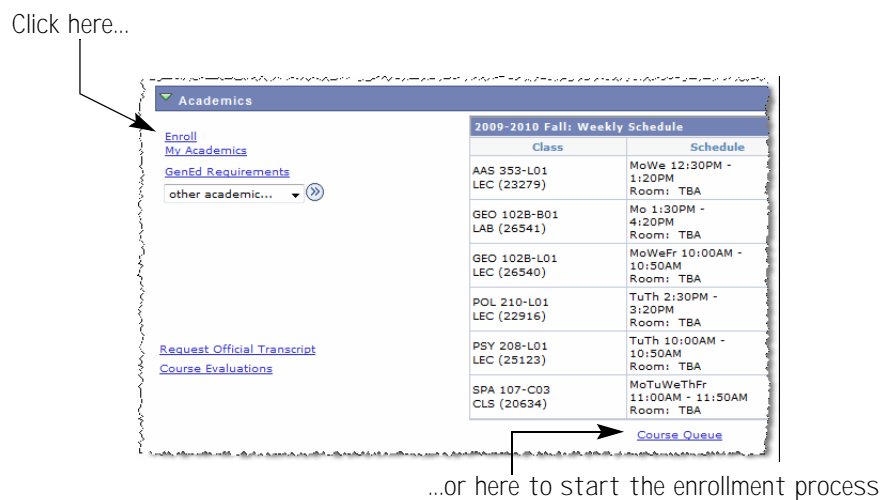 Click here...
Academics
Enroll
My Academics
GenEd Requirements
other academic...
Request Official Transcript
Course Evaluations
2009-2010 Fall: Weekly Schedule
Class Schedule
AAS 353-L01
LEC (23279)
MoWe 12:30PM -
1:20PM
Room: TBA
GEO 102B-B01
LAB (26541)
Mo 1:30PM -
4:20PM
Room: TBA
GEO 102B-L01
LEC (26540)
MoWeFr 10:00AM -
10:50AM
Room: TBA
POL 210-L01
LEC (22916)
TuTh 2:30PM -
3:20PM
Room: TBA
PSY 208-L01
LEC (25123)
TuTh 10:00AM -
10:50AM
Room: TBA
SPA 107-C03
CLS (20634)
MoTuWeThFr
11:00AM - 11:50AM
Room: TBA
Course Queue
...or here to start the enrollment process